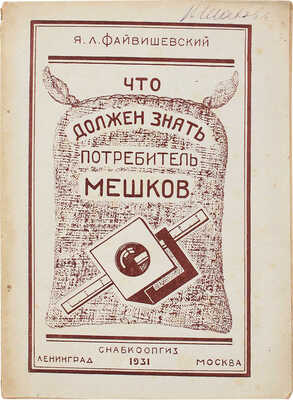 Я. Л. ФАЙВИШЕВСКИЙ
ЧТО
ДОЛЖЕН ЗНАТЬ
ПОТРЕБИТЕЛЬ
МЕШКОВ
СНАБКООПГИЗ
ЛЕНИНГРАД 1931 МОСКВА